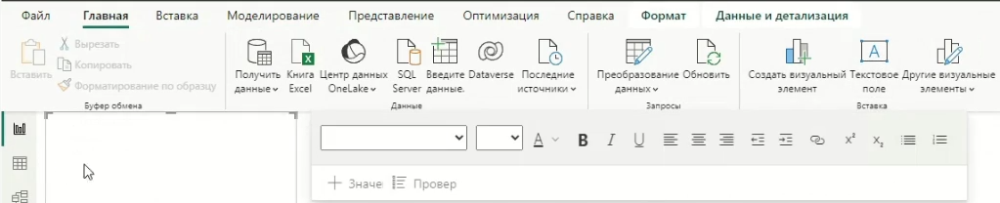 Файл Главная Вставка Моделирование Представление Оптимизация Справка Формат Данные и детализация
Вставить
Вырезать
Копировать
Форматирование по образцу
Буфер обмена
Получить данные
Книга Excel
Центр данных OneLake
SQL Server
Введите данные.
Dataverse
Последние источники
Данные
Преобразование данных
Обновить
Запросы
Создать визуальный элемент
Текстовое поле
Другие визуальные элементы
Вставка
A B I U x² x₂
Значе Провер